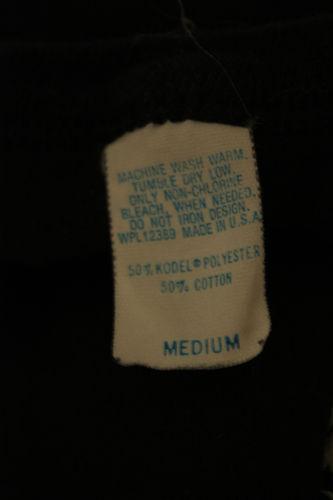 MACHINE WASH WARM.
TUMBLE DRY LOW.
ONLY NON-CHLORINE
BLEACH, WHEN NEEDED.
DO NOT IRON DESIGN.
WPL12389 MADE IN U.S.A.
50% KODEL® POLYESTER
50% COTTON
MEDIUM